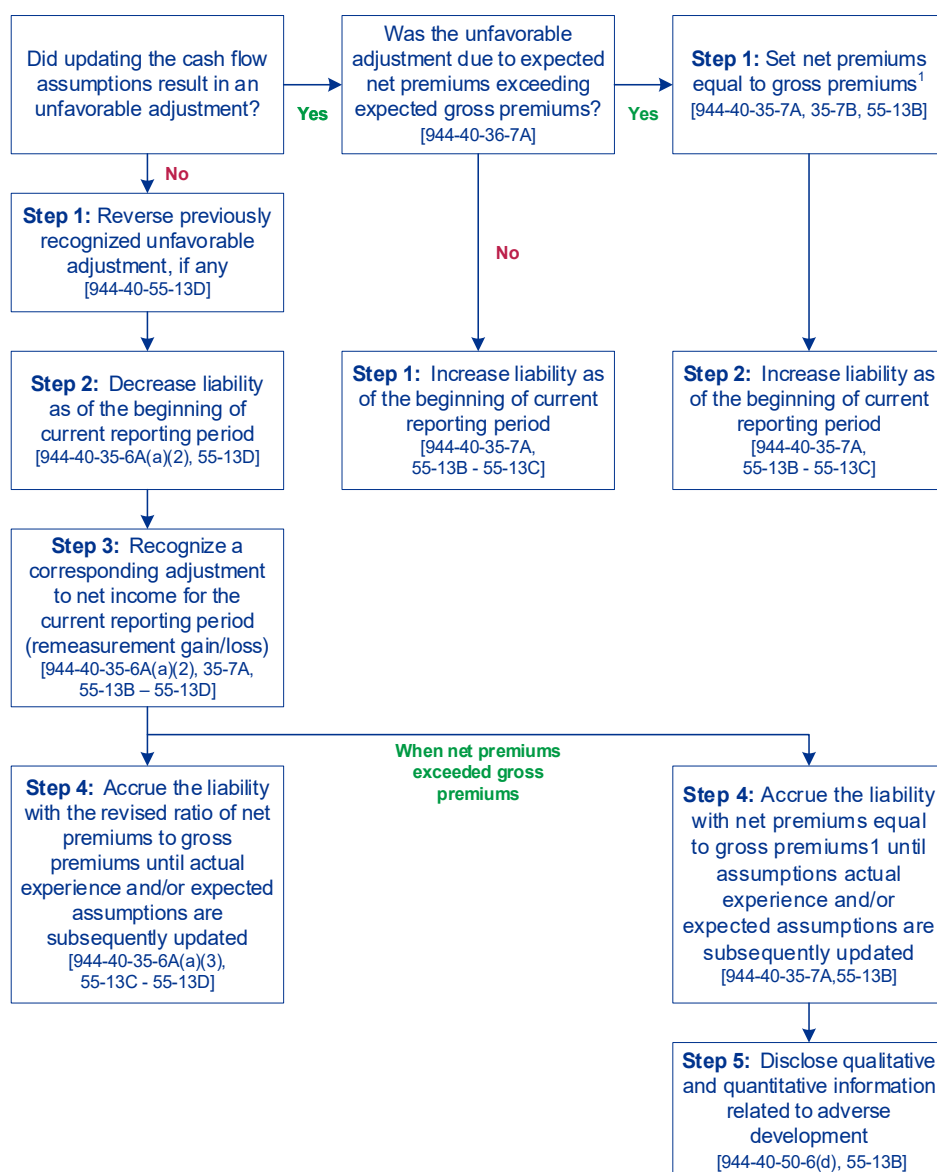 Did updating the cash flow
assumptions result in an
unfavorable adjustment?
Yes
Was the unfavorable
adjustment due to expected
net premiums exceeding
expected gross premiums?
[944-40-36-7A]
Yes
Step 1: Set net premiums
equal to gross premiums1
[944-40-35-7A, 35-7B, 55-13B]
No
Step 1: Reverse previously
recognized unfavorable
adjustment, if any
[944-40-55-13D]
No
Step 2: Decrease liability
as of the beginning of
current reporting period
[944-40-35-6A(a)(2), 55-13D]
Step 1: Increase liability as
of the beginning of current
reporting period
[944-40-35-7A,
55-13B - 55-13C]
Step 2: Increase liability as
of the beginning of current
reporting period
[944-40-35-7A,
55-13B - 55-13C]
Step 3: Recognize a
corresponding adjustment
to net income for the
current reporting period
(remeasurement gain/loss)
[944-40-35-6A(a)(2), 35-7A,
55-13B – 55-13D]
When net premiums
exceeded gross
premiums
Step 4: Accrue the liability
with the revised ratio of net
premiums to gross
premiums until actual
experience and/or expected
assumptions are
subsequently updated
[944-40-35-6A(a)(3),
55-13C - 55-13D]
Step 4: Accrue the liability
with net premiums equal
to gross premiums1 until
assumptions actual
experience and/or
expected assumptions are
subsequently updated
[944-40-35-7A,55-13B]
Step 5: Disclose qualitative
and quantitative information
related to adverse
development
[944-40-50-6(d), 55-13B]